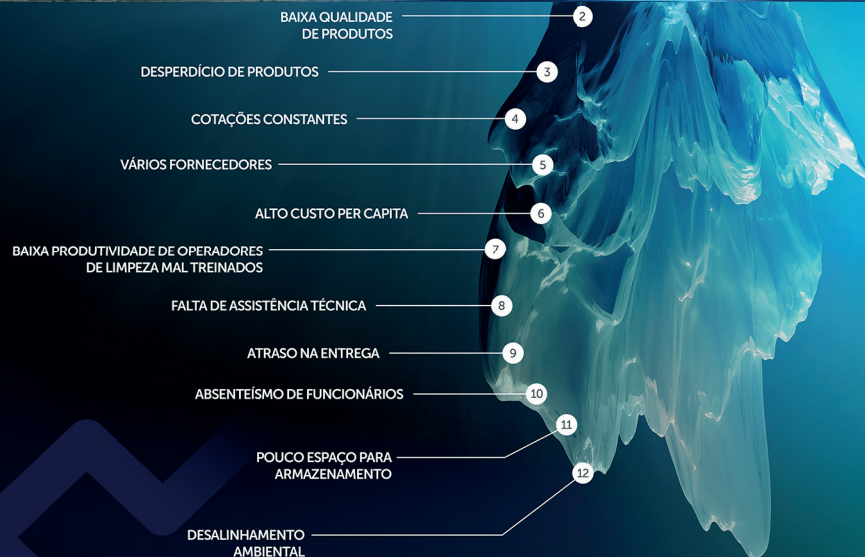 BAIXA QUALIDADE
DE PRODUTOS
2
DESPERDÍCIO DE PRODUTOS
3
COTAÇÕES CONSTANTES
4
VÁRIOS FORNECEDORES
5
ALTO CUSTO PER CAPITA
6
BAIXA PRODUTIVIDADE DE OPERADORES
DE LIMPEZA MAL TREINADOS
7
FALTA DE ASSISTÊNCIA TÉCNICA
8
ATRASO NA ENTREGA
9
ABSENTEÍSMO DE FUNCIONÁRIOS
10
POUCO ESPAÇO PARA
ARMAZENAMENTO
11
DESALINHAMENTO
AMBIENTAL
12